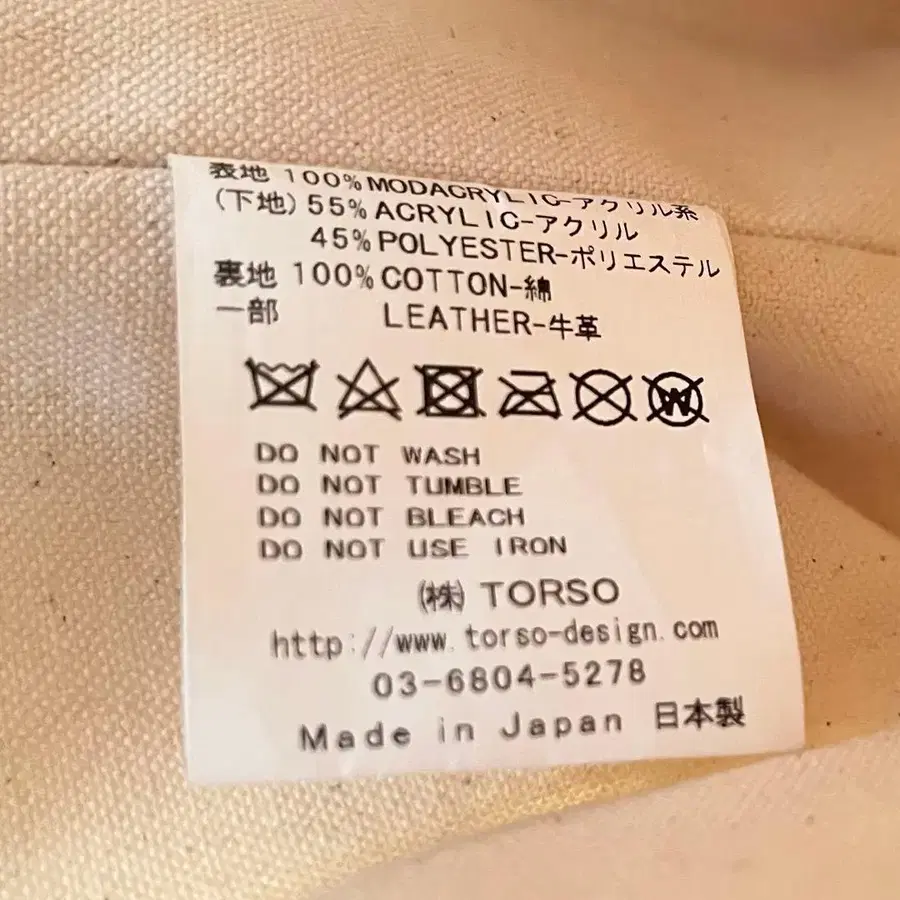 表地 100%MODACRYLIC-アクリル系
(下地)55%ACRYLIC-アクリル
45%POLYESTER-ポリエステル
裏地 100%COTTON-綿
一部 LEATHER-牛革
W
DO NOT WASH
DO NOT TUMBLE
DO NOT BLEACH
DO NOT USE IRON
㈱ TORSO
http://www.torso-design.com
03-6804-5278
Made in Japan 日本製